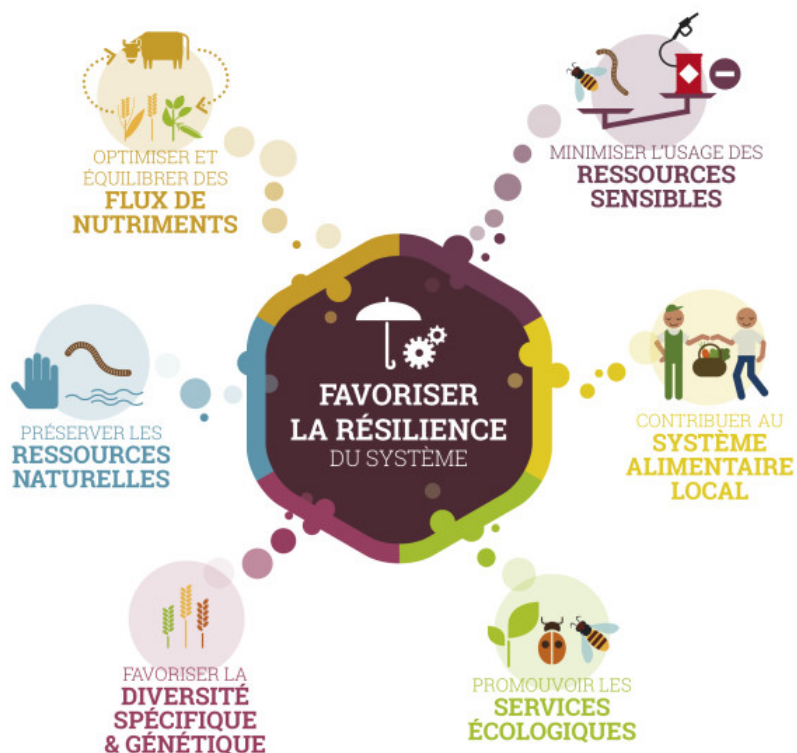 OPTIMISER ET
ÉQUILIBRER DES
FLUX DE
NUTRIMENTS
MINIMISER L'USAGE DES
RESSOURCES
SENSIBLES
PRÉSERVER LES
RESSOURCES
NATURELLES
FAVORISER
LA RÉSILIENCE
DU SYSTÈME
CONTRIBUER AU
SYSTÈME
ALIMENTAIRE
LOCAL
FAVORISER LA
DIVERSITÉ
SPÉCIFIQUE
& GÉNÉTIQUE
PROMOUVOIR LES
SERVICES
ÉCOLOGIQUES